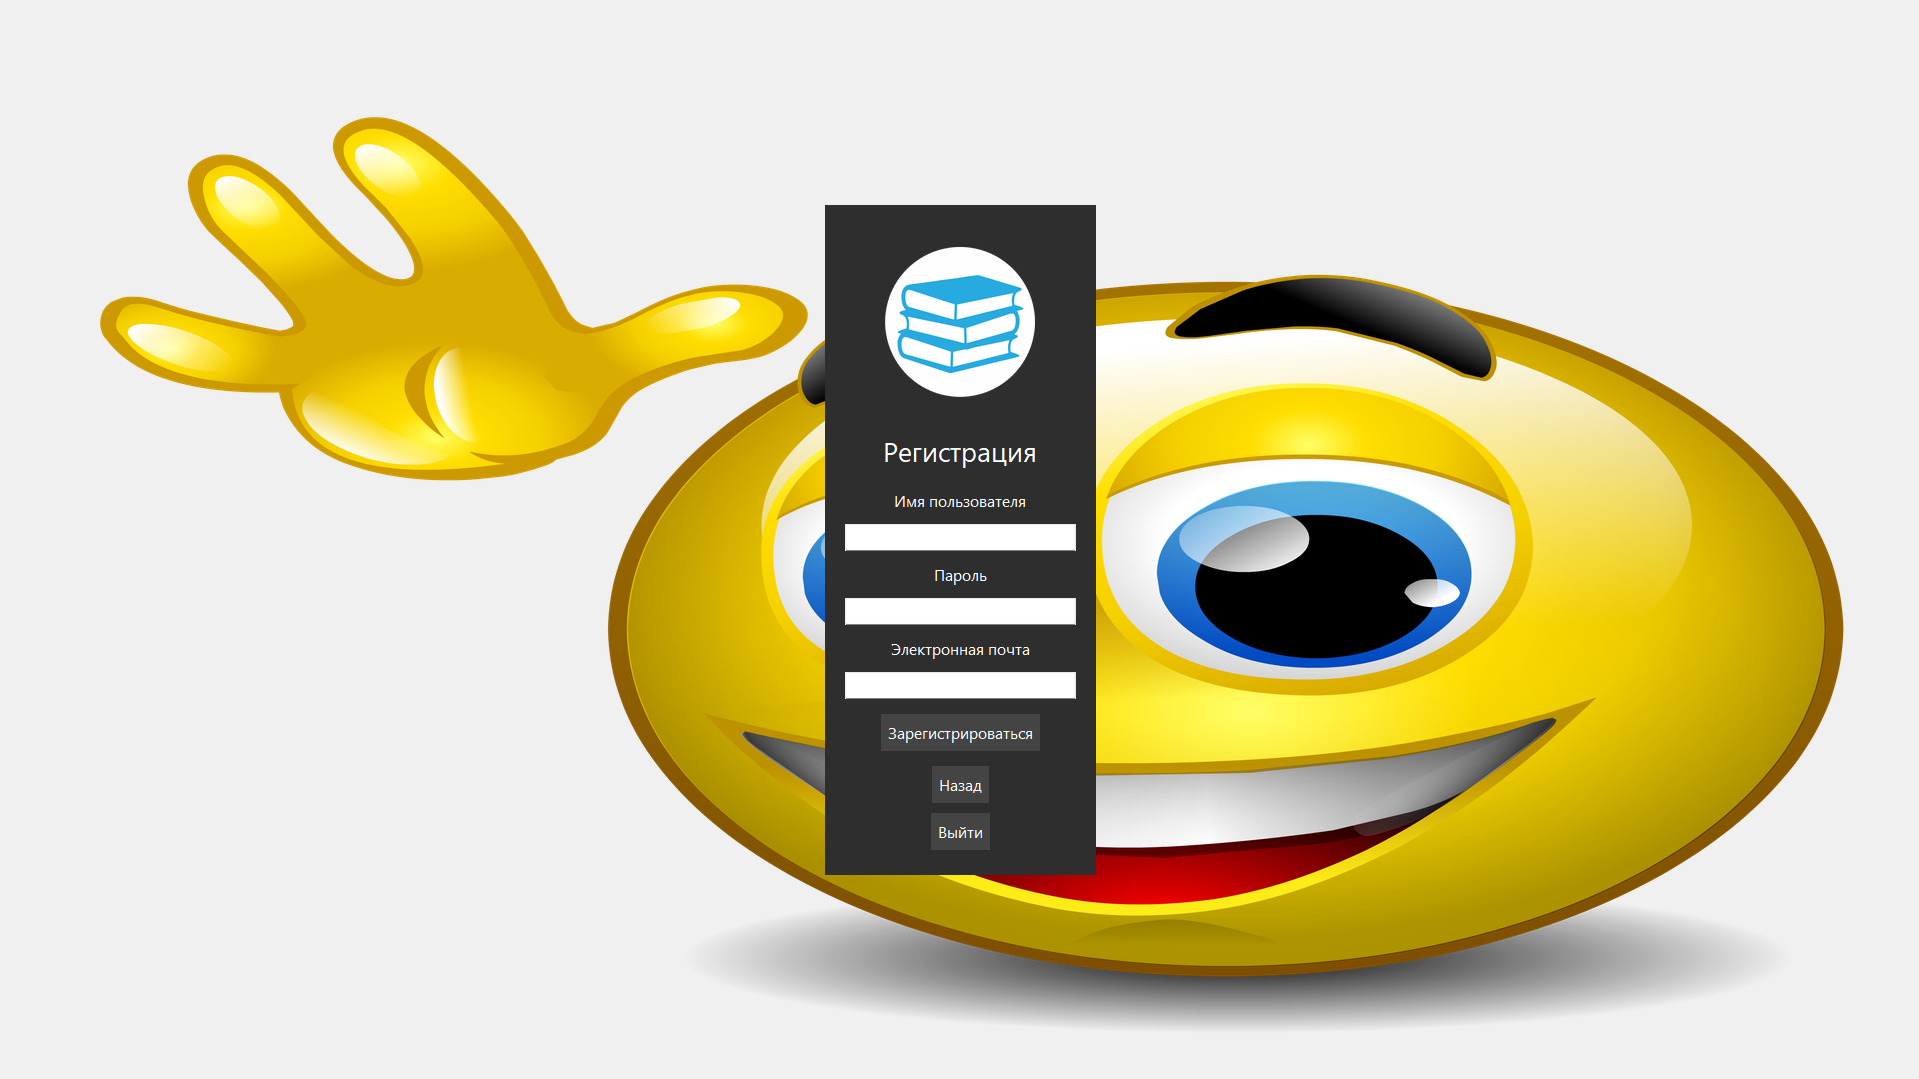 Регистрация
Имя пользователя
Пароль
Электронная почта
Зарегистрироваться
Назад
Выйти